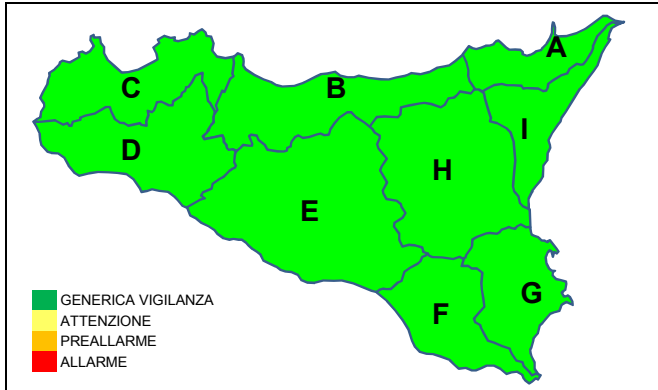 A
C
B
I
D
H
E
G
F
GENERICA VIGILANZA
ATTENZIONE
PREALLARME
ALLARME